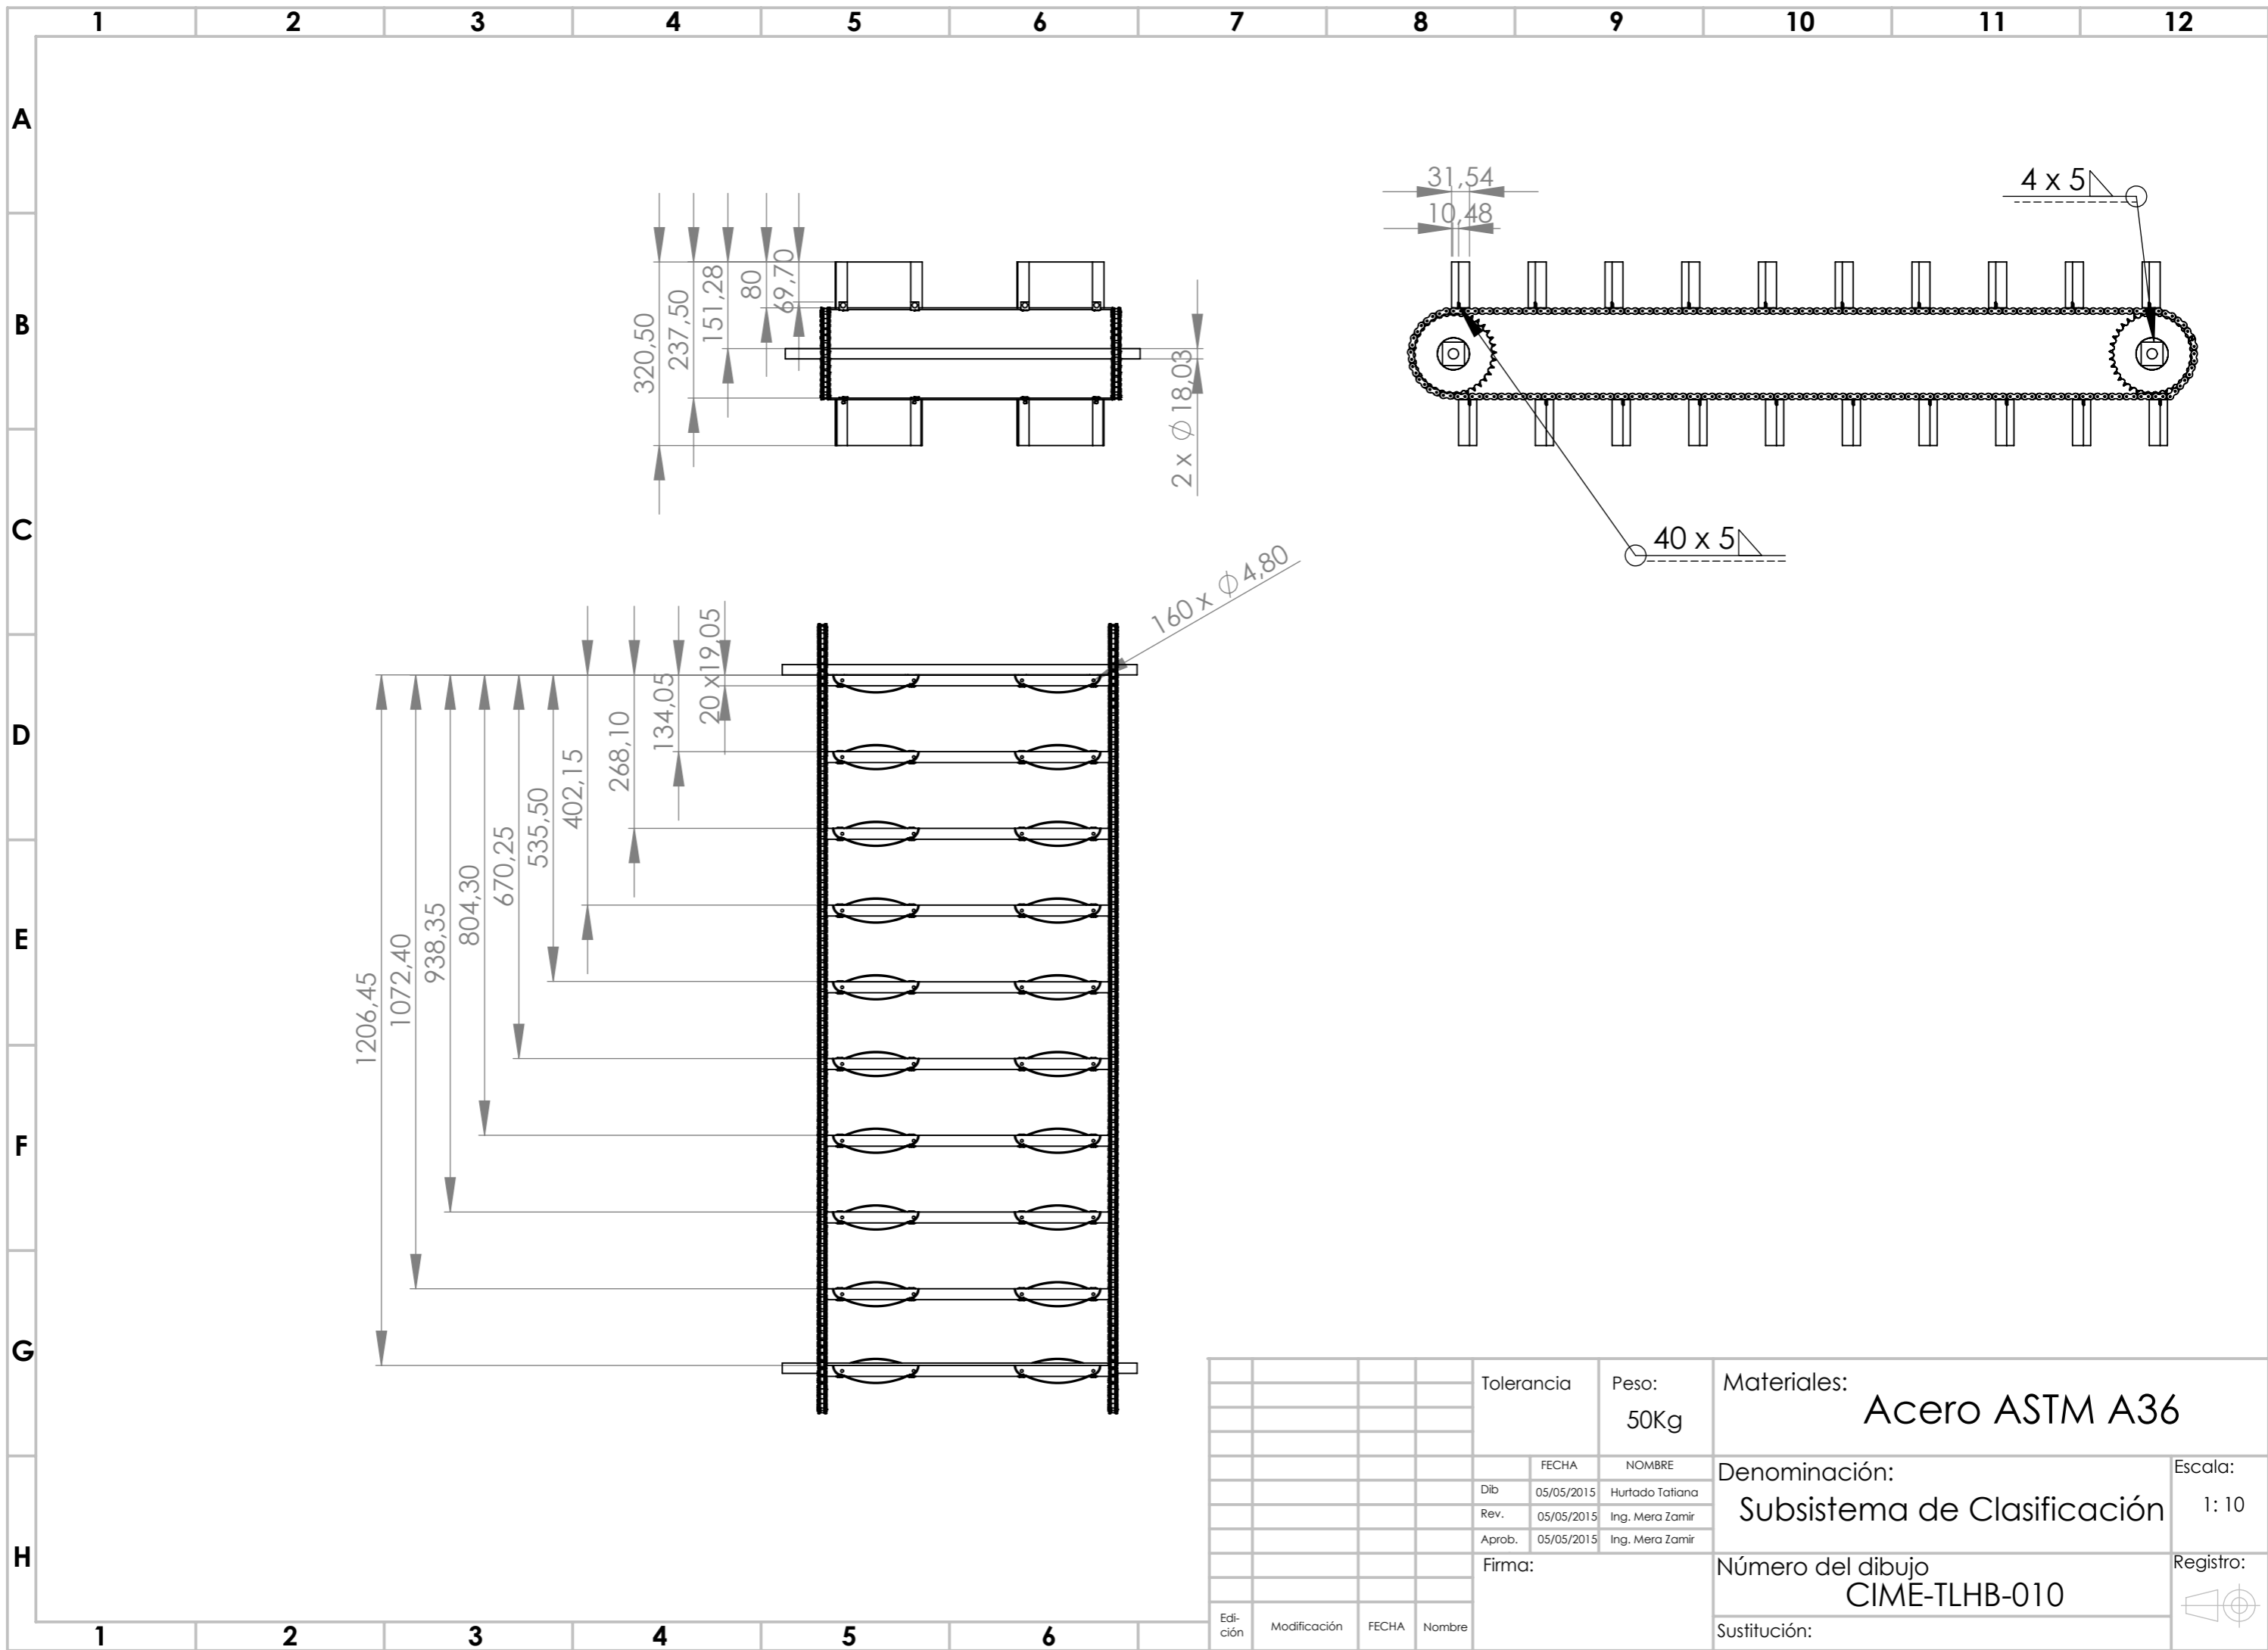 1 2 3 4 5 6 7 8 9 10 11 12
A
B
C
D
E
F
G
H
320,50
237,50
151,28
80
69,70
2 x Ø 18,03
31,54
10,48
4 x 5
40 x 5
160 x Ø 4,80
20 x 19,05
134,05
268,10
402,15
535,50
670,25
804,30
938,35
1072,40
1206,45
Tolerancia
Peso:
50Kg
Materiales:
Acero ASTM A36
FECHA NOMBRE
Dib 05/05/2015 Hurtado Tatiana
Rev. 05/05/2015 Ing. Mera Zamir
Aprob. 05/05/2015 Ing. Mera Zamir
Denominación:
Subsistema de Clasificación
Escala:
1: 10
Firma:
Número del dibujo
CIME-TLHB-010
Registro:
Sustitución:
Edi-
ción
Modificación
FECHA
Nombre
1 2 3 4 5 6